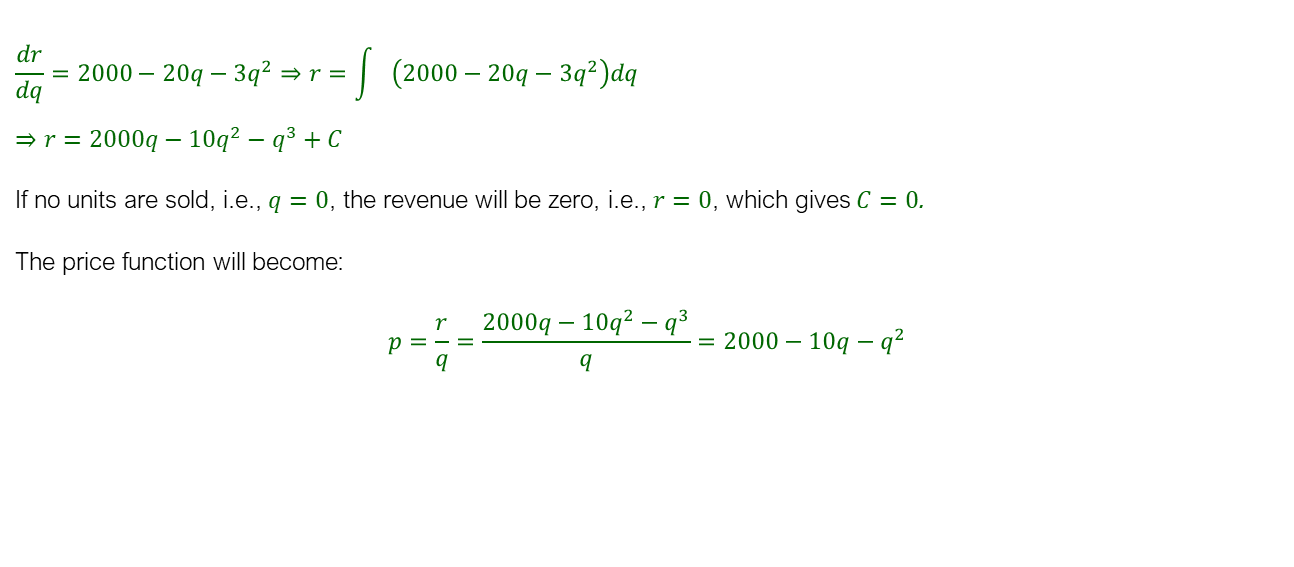 dr/dq = 2000 − 20q − 3q² ⇒ r = ∫ (2000 − 20q − 3q²)dq
⇒ r = 2000q − 10q² − q³ + C
If no units are sold, i.e., q = 0, the revenue will be zero, i.e., r = 0, which gives C = 0.
The price function will become:
p = r/q = (2000q − 10q² − q³)/q = 2000 − 10q − q²